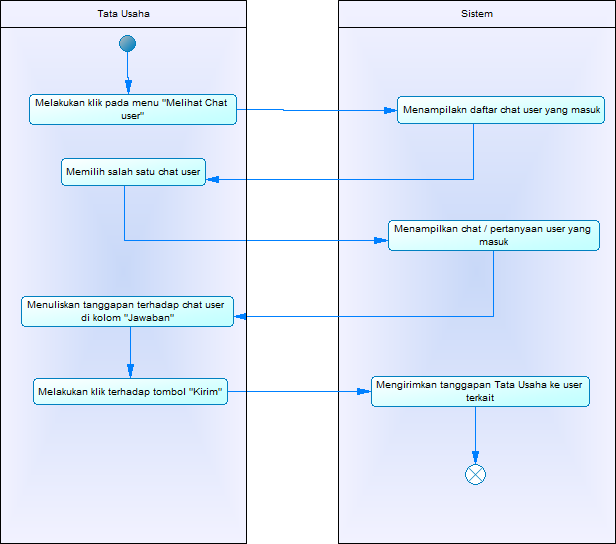 Tata Usaha
Sistem
Melakukan klik pada menu "Melihat Chat
user"
Menampilakn daftar chat user yang masuk
Memilih salah satu chat user
Menampilkan chat / pertanyaan user yang
masuk
Menuliskan tanggapan terhadap chat user
di kolom "Jawaban"
Melakukan klik terhadap tombol "Kirim"
Mengirimkan tanggapan Tata Usaha ke user
terkait